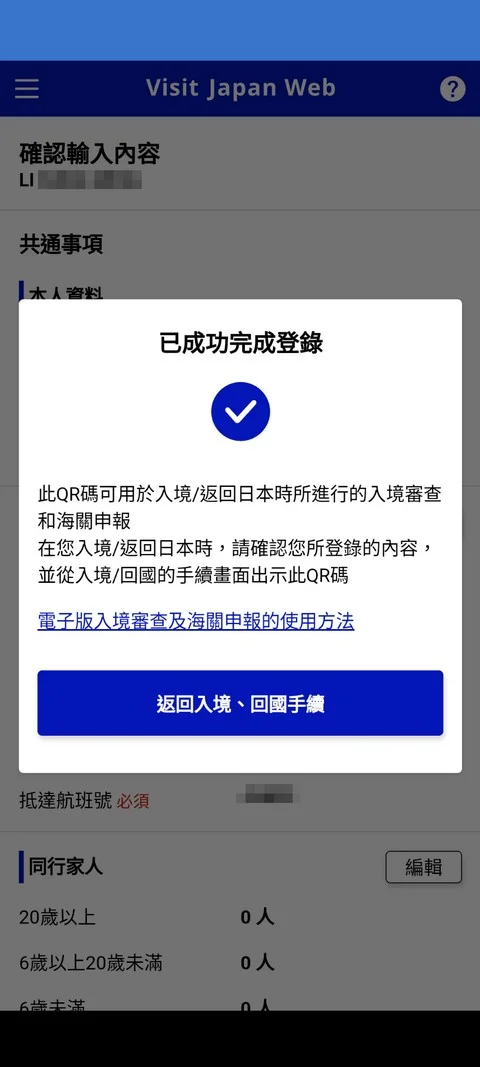 Visit Japan Web
?
確認輸入內容
LI
共通事項
本人資料
已成功完成登錄
此QR碼可用於入境/返回日本時所進行的入境審查
和海關申報
在您入境/返回日本時，請確認您所登錄的內容，
並從入境/回國的手續畫面出示此QR碼
電子版入境審查及海關申報的使用方法
返回入境、回國手續
抵達航班號 必須
同行家人 編輯
20歲以上 0 人
6歲以上20歲未滿 0 人
6歲未滿 0 人